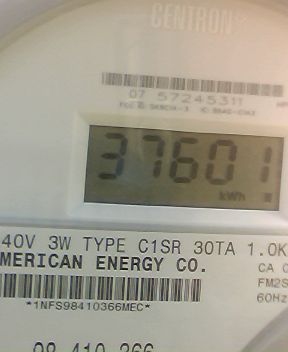 CENTRON
07 57245311
37601
kWh
40V 3W TYPE C1SR 30TA 1.0K
MERICAN ENERGY CO.
CA 0
FM2S
60Hz
*1NFS98410366MEC*
98 410 366